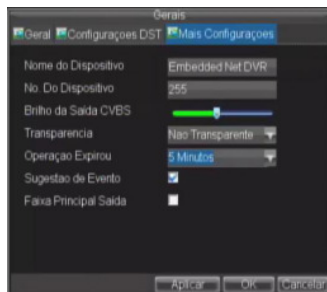 Gerais
Geral Configuraçoes DST Mais Configuraçoes
Nome do Dispositivo Embedded Net DVR
No. Do Dispositivo 255
Brilho da Saida CVBS
Transparencia Nao Transparente
Operaçao Expirou 5 Minutos
Sugestao de Evento
Faixa Principal Saida
Aplicar OK Cancelar